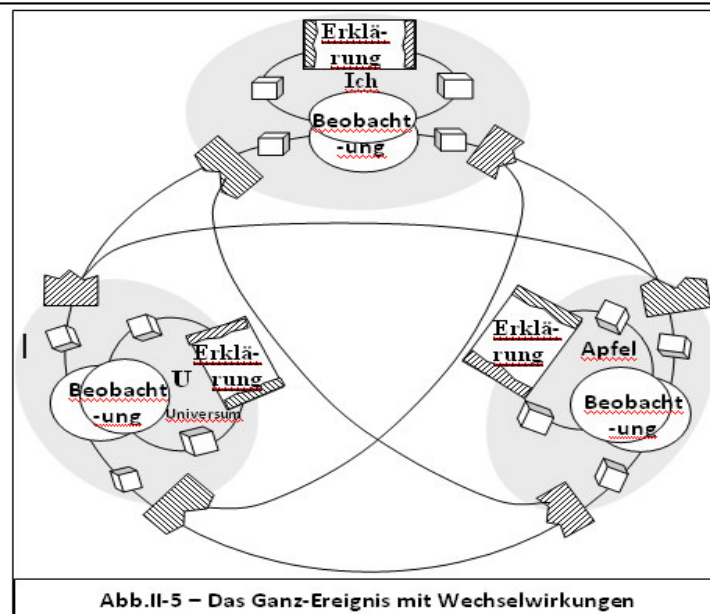 Erklä-
rung
Ich
Beobacht-
-ung
Erklä-
rung
U
Beobacht-
-ung
Universum
Erklä-
rung
Apfel
Beobacht-
-ung
Abb.II-5 – Das Ganz-Ereignis mit Wechselwirkungen